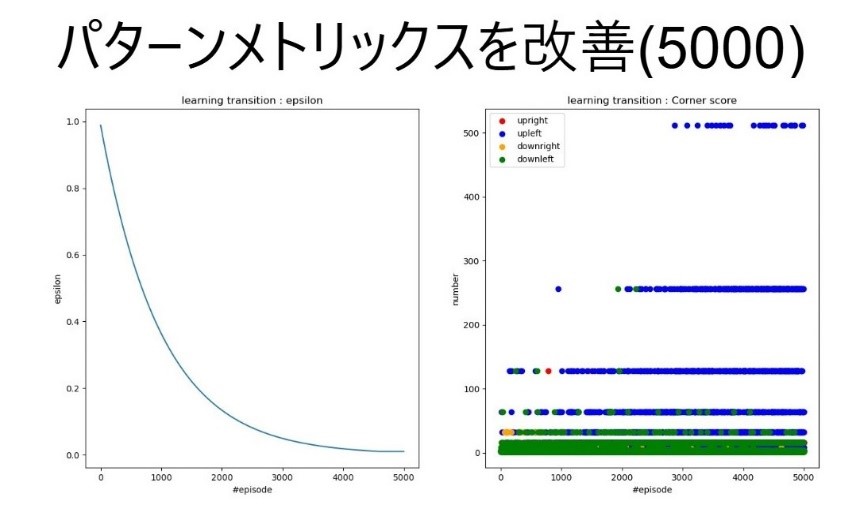 パターンメトリックスを改善(5000)
learning transition : epsilon
1.0
0.8
0.6
0.4
0.2
0.0
epsilon
0 1000 2000 3000 4000 5000
#episode
learning transition : Corner score
upright
upleft
downright
downleft
500
400
300
200
100
0
number
0 1000 2000 3000 4000 5000
#episode